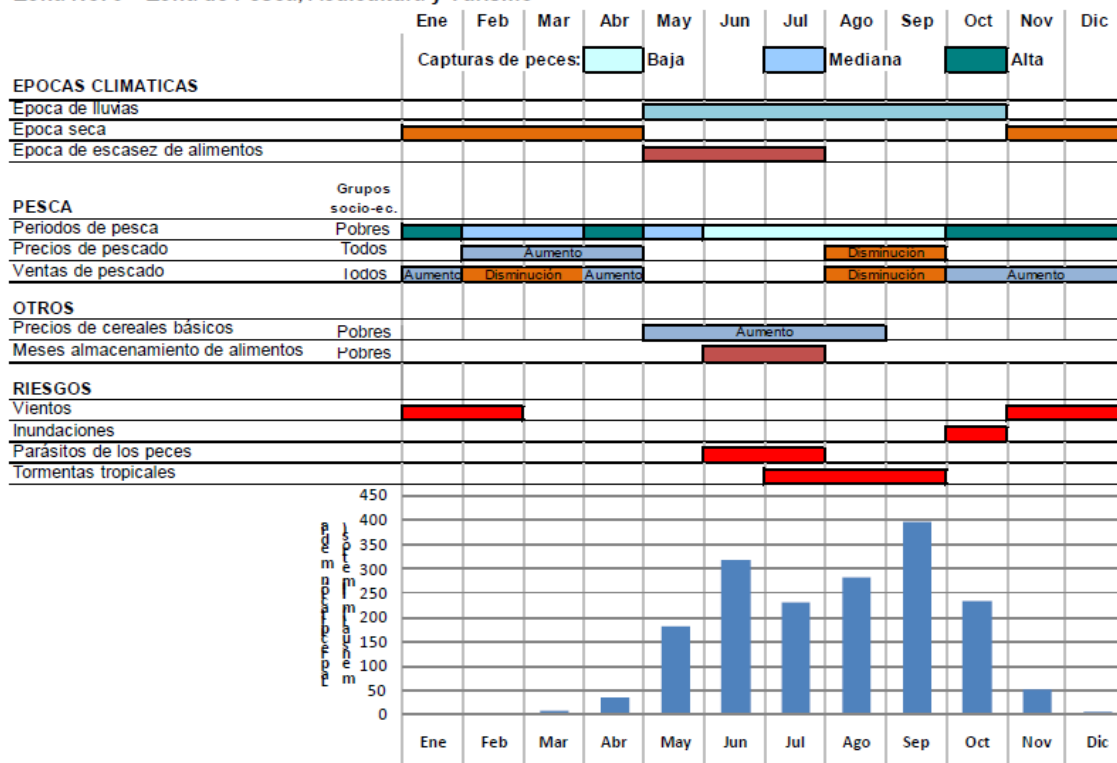 Ene Feb Mar Abr May Jun Jul Ago Sep Oct Nov Dic
Capturas de peces: Baja Mediana Alta
EPOCAS CLIMATICAS
Epoca de lluvias
Epoca seca
Epoca de escasez de alimentos
Grupos
PESCA socio-ec.
Periodos de pesca Pobres
Precios de pescado Todos Aumento Disminución
Ventas de pescado Todos Aumento Disminución Aumento Disminución Aumento
OTROS
Precios de cereales básicos Pobres Aumento
Meses almacenamiento de alimentos Pobres
RIESGOS
Vientos
Inundaciones
Parásitos de los peces
Tormentas tropicales
450
400
350
300
250
200
150
100
50
0
Ene Feb Mar Abr May Jun Jul Ago Sep Oct Nov Dic